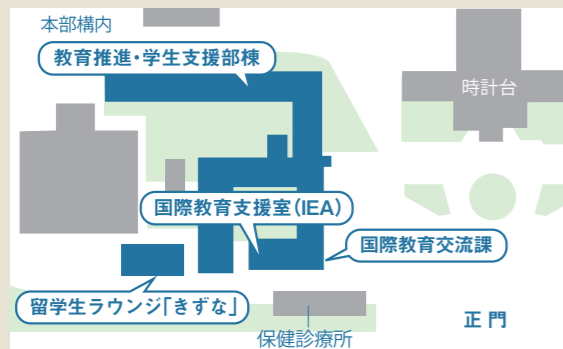 本部構内
教育推進・学生支援部棟
時計台
国際教育支援室(IEA)
国際教育交流課
留学生ラウンジ「きずな」
正門
保健診療所